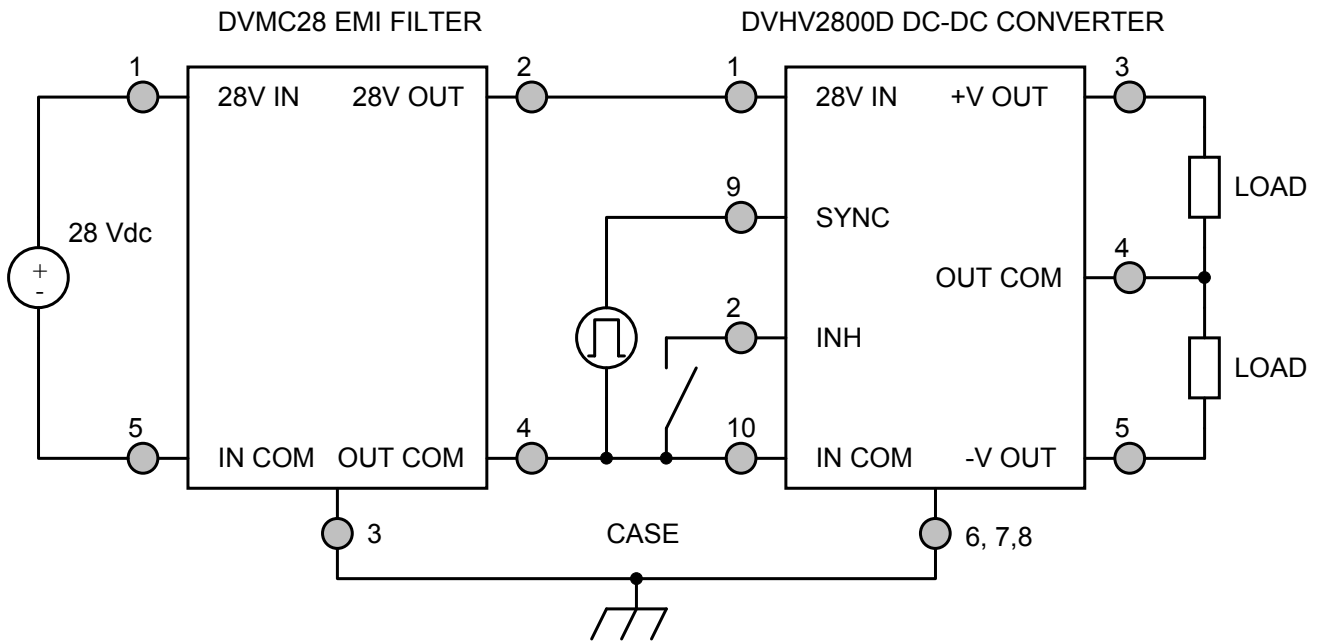 DVMC28 EMI FILTER
DVHV2800D DC-DC CONVERTER
1
2
1
3
28V IN
28V OUT
28V IN
+V OUT
9
LOAD
SYNC
28 Vdc
4
+
-
OUT COM
2
INH
LOAD
5
4
10
5
IN COM
OUT COM
IN COM
-V OUT
3
CASE
6, 7,8